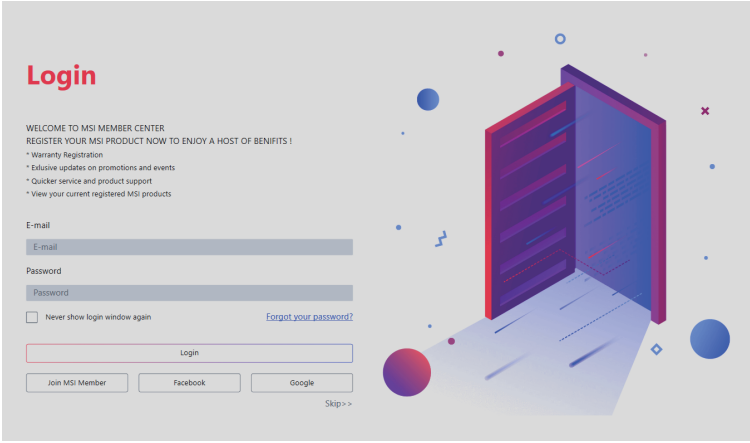 Login
WELCOME TO MSI MEMBER CENTER
REGISTER YOUR MSI PRODUCT NOW TO ENJOY A HOST OF BENIFITS !
* Warranty Registration
* Exlusive updates on promotions and events
* Quicker service and product support
* View your current registered MSI products
E-mail
E-mail
Password
Password
Never show login window again Forgot your password?
Login
Join MSI Member Facebook Google
Skip>>